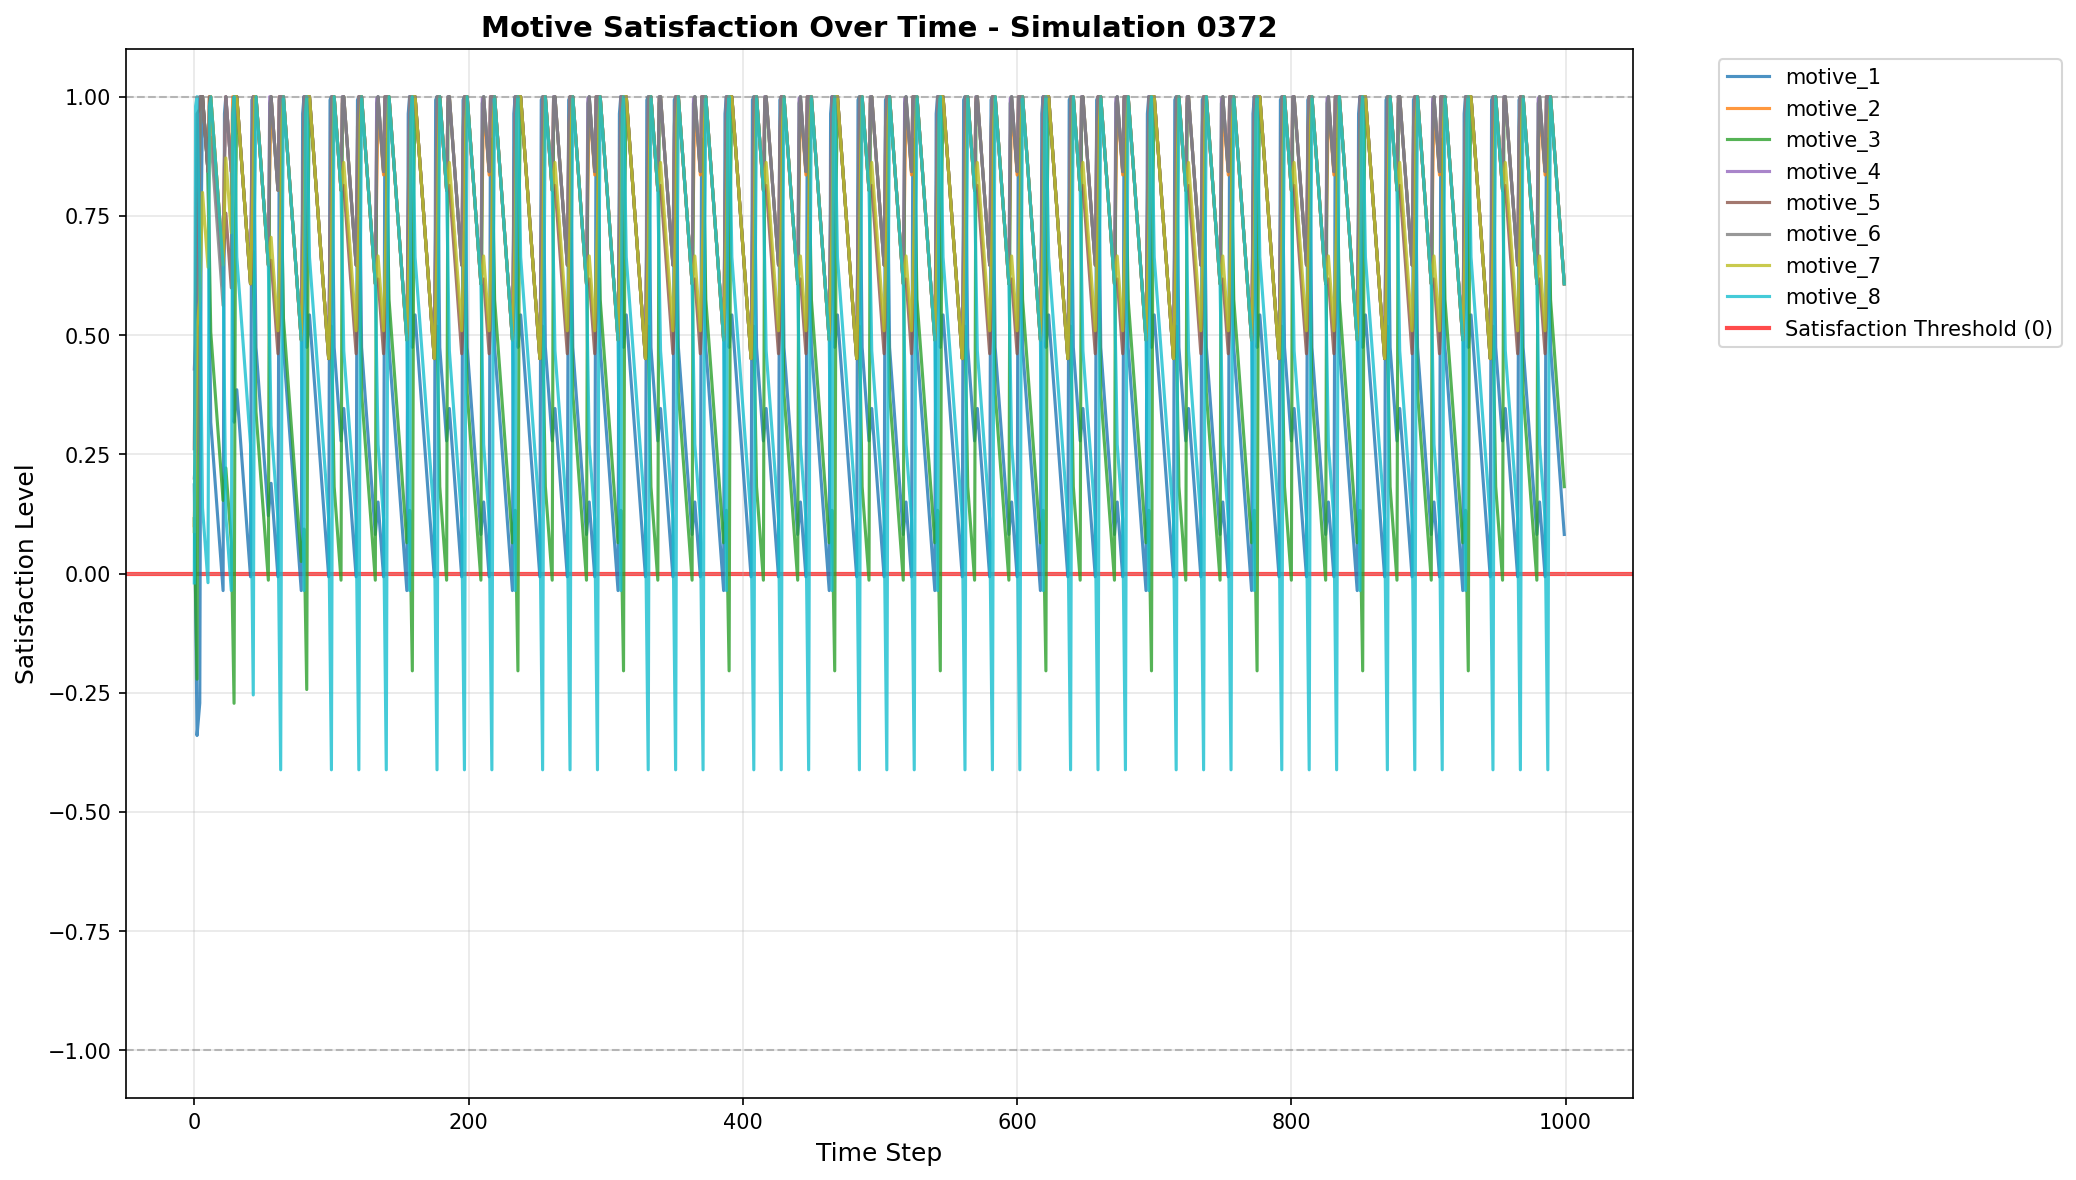 Motive Satisfaction Over Time - Simulation 0372
1.00
0.75
0.50
0.25
0.00
−0.25
−0.50
−0.75
−1.00
Satisfaction Level
0
200
400
600
800
1000
Time Step
motive_1
motive_2
motive_3
motive_4
motive_5
motive_6
motive_7
motive_8
Satisfaction Threshold (0)